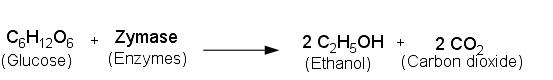 C₆H₁₂O₆ + Zymase 2 C₂H₅OH + 2 CO₂
(Glucose) (Enzymes) (Ethanol) (Carbon dioxide)